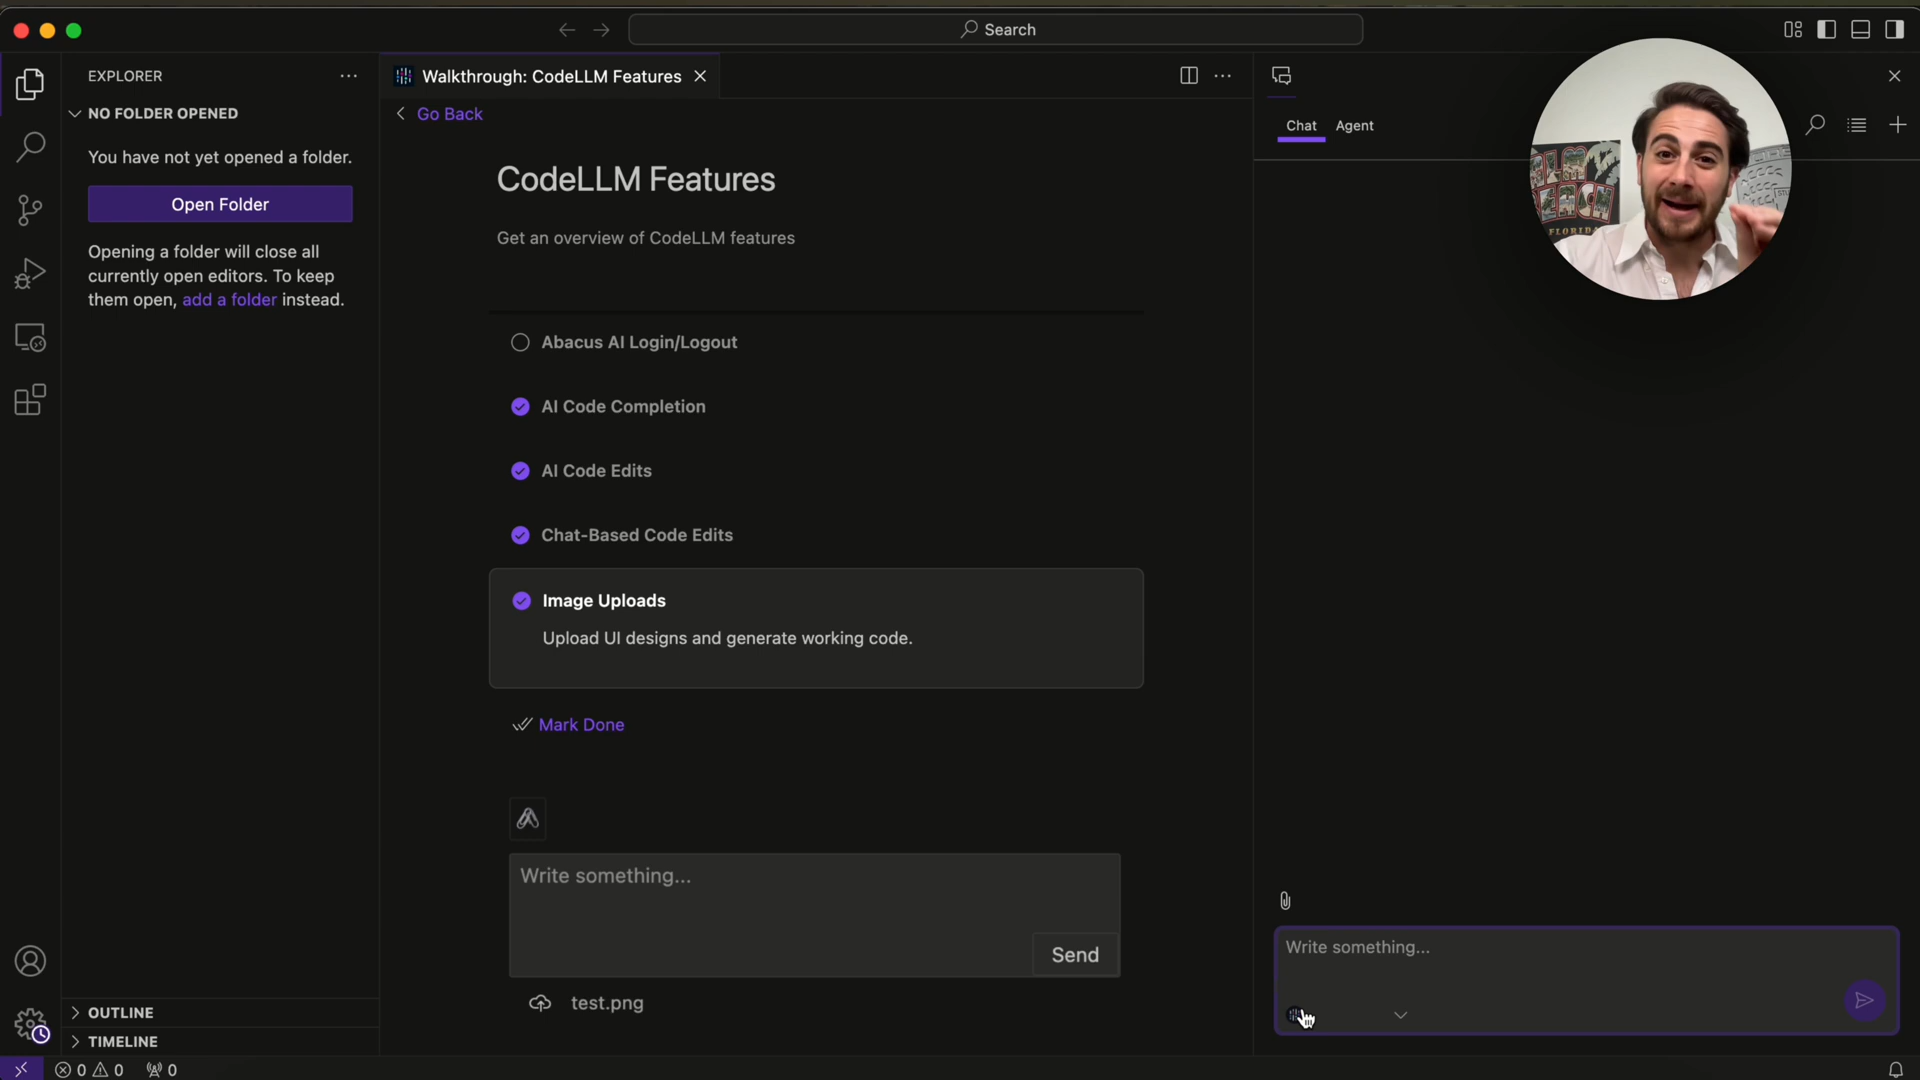 Search
EXPLORER
NO FOLDER OPENED
You have not yet opened a folder.
Open Folder
Opening a folder will close all
currently open editors. To keep
them open, add a folder instead.
OUTLINE
TIMELINE
0
0
0
Walkthrough: CodeLLM Features
Go Back
CodeLLM Features
Get an overview of CodeLLM features
Abacus AI Login/Logout
AI Code Completion
AI Code Edits
Chat-Based Code Edits
Image Uploads
Upload UI designs and generate working code.
Mark Done
Write something...
Send
test.png
Chat
Agent
FLORIDA
Write something...